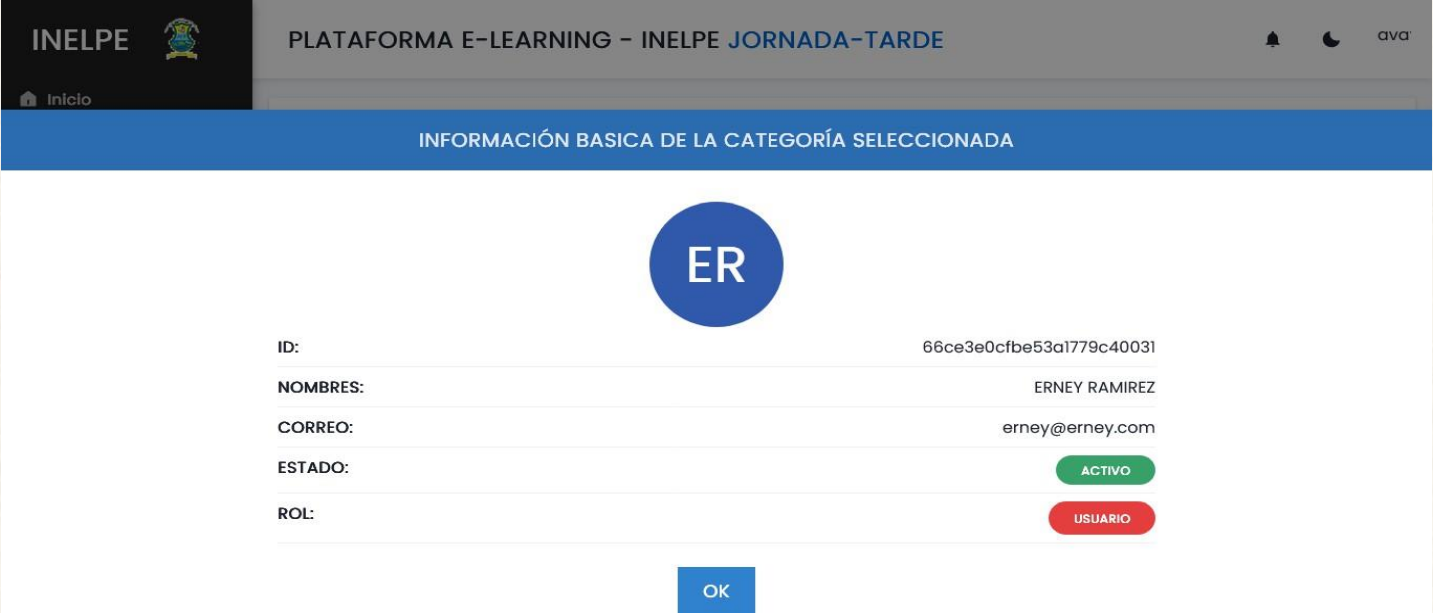 INELPE
PLATAFORMA E-LEARNING - INELPE JORNADA-TARDE
ava
Inicio
INFORMACIÓN BASICA DE LA CATEGORÍA SELECCIONADA
ER
ID: 66ce3e0cfbe53a1779c40031
NOMBRES: ERNEY RAMIREZ
CORREO: erney@erney.com
ESTADO: ACTIVO
ROL: USUARIO
OK